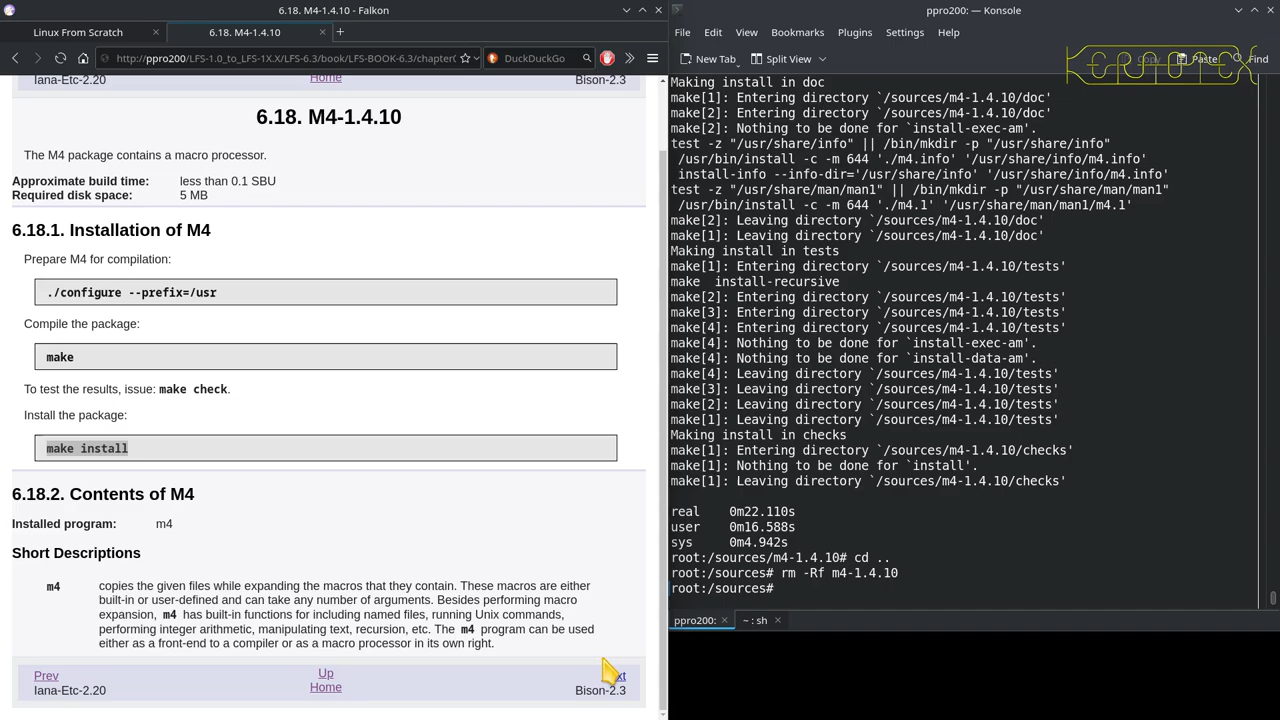 6.18. M4-1.4.10 - Falkon
Linux From Scratch
6.18. M4-1.4.10
http://ppro200/LFS-1.0_to_LFS-1X.X/LFS-6.3/book/LFS-BOOK-6.3/chapter
DuckDuckGo
Iana-Etc-2.20
Home
Bison-2.3
6.18. M4-1.4.10
The M4 package contains a macro processor.
Approximate build time: less than 0.1 SBU
Required disk space: 5 MB
6.18.1. Installation of M4
Prepare M4 for compilation:
./configure --prefix=/usr
Compile the package:
make
To test the results, issue: make check.
Install the package:
make install
6.18.2. Contents of M4
Installed program: m4
Short Descriptions
m4 copies the given files while expanding the macros that they contain. These macros are either
built-in or user-defined and can take any number of arguments. Besides performing macro
expansion, m4 has built-in functions for including named files, running Unix commands,
performing integer arithmetic, manipulating text, recursion, etc. The m4 program can be used
either as a front-end to a compiler or as a macro processor in its own right.
Prev
Up
Iana-Etc-2.20
Home
Bison-2.3
ppro200: — Konsole
File Edit View Bookmarks Plugins Settings Help
New Tab Split View Copy Paste Find
Making install in doc
make[1]: Entering directory `/sources/m4-1.4.10/doc'
make[2]: Entering directory `/sources/m4-1.4.10/doc'
make[2]: Nothing to be done for `install-exec-am'.
test -z "/usr/share/info" || /bin/mkdir -p "/usr/share/info"
/usr/bin/install -c -m 644 './m4.info' '/usr/share/info/m4.info'
install-info --info-dir='/usr/share/info' '/usr/share/info/m4.info'
test -z "/usr/share/man/man1" || /bin/mkdir -p "/usr/share/man/man1"
/usr/bin/install -c -m 644 './m4.1' '/usr/share/man/man1/m4.1'
make[2]: Leaving directory `/sources/m4-1.4.10/doc'
make[1]: Leaving directory `/sources/m4-1.4.10/doc'
Making install in tests
make[1]: Entering directory `/sources/m4-1.4.10/tests'
make  install-recursive
make[2]: Entering directory `/sources/m4-1.4.10/tests'
make[3]: Entering directory `/sources/m4-1.4.10/tests'
make[4]: Entering directory `/sources/m4-1.4.10/tests'
make[4]: Nothing to be done for `install-exec-am'.
make[4]: Nothing to be done for `install-data-am'.
make[4]: Leaving directory `/sources/m4-1.4.10/tests'
make[3]: Leaving directory `/sources/m4-1.4.10/tests'
make[2]: Leaving directory `/sources/m4-1.4.10/tests'
make[1]: Leaving directory `/sources/m4-1.4.10/tests'
Making install in checks
make[1]: Entering directory `/sources/m4-1.4.10/checks'
make[1]: Nothing to be done for `install'.
make[1]: Leaving directory `/sources/m4-1.4.10/checks'
real 0m22.110s
user 0m16.588s
sys 0m4.942s
root:/sources/m4-1.4.10# cd ..
root:/sources# rm -Rf m4-1.4.10
root:/sources#
ppro200:
~ : sh